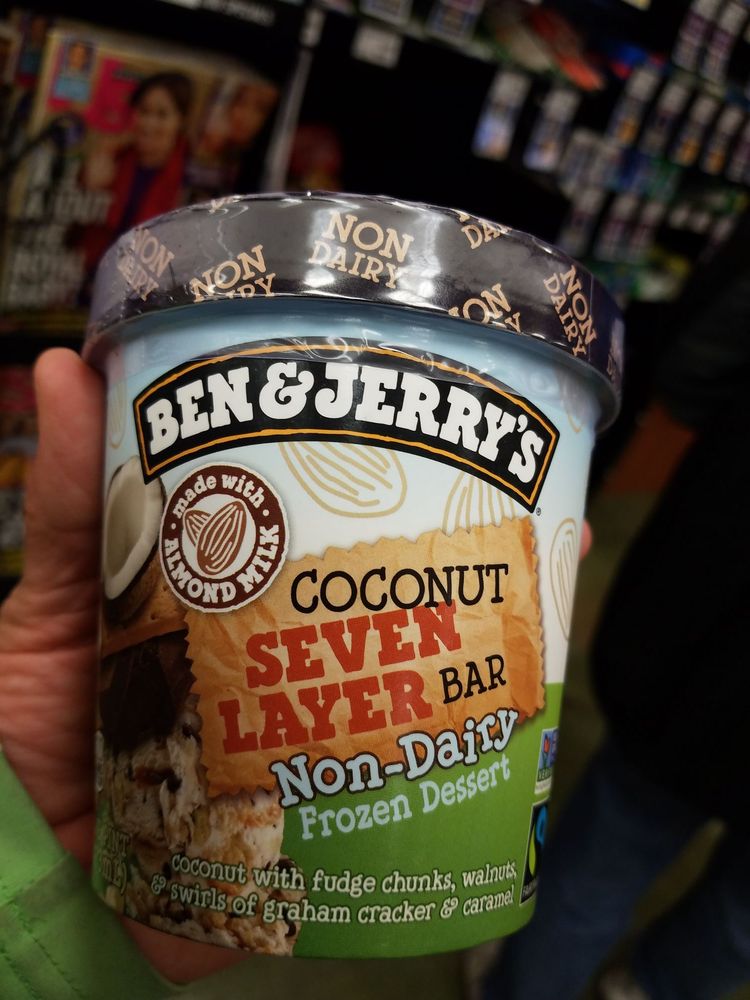 NON
DAIRY
NON
DAIRY
NON
DAIRY
BEN & JERRY'S
made with
ALMOND MILK
COCONUT
SEVEN
LAYER BAR
Non-Dairy
Frozen Dessert
coconut with fudge chunks, walnuts,
& swirls of graham cracker & caramel